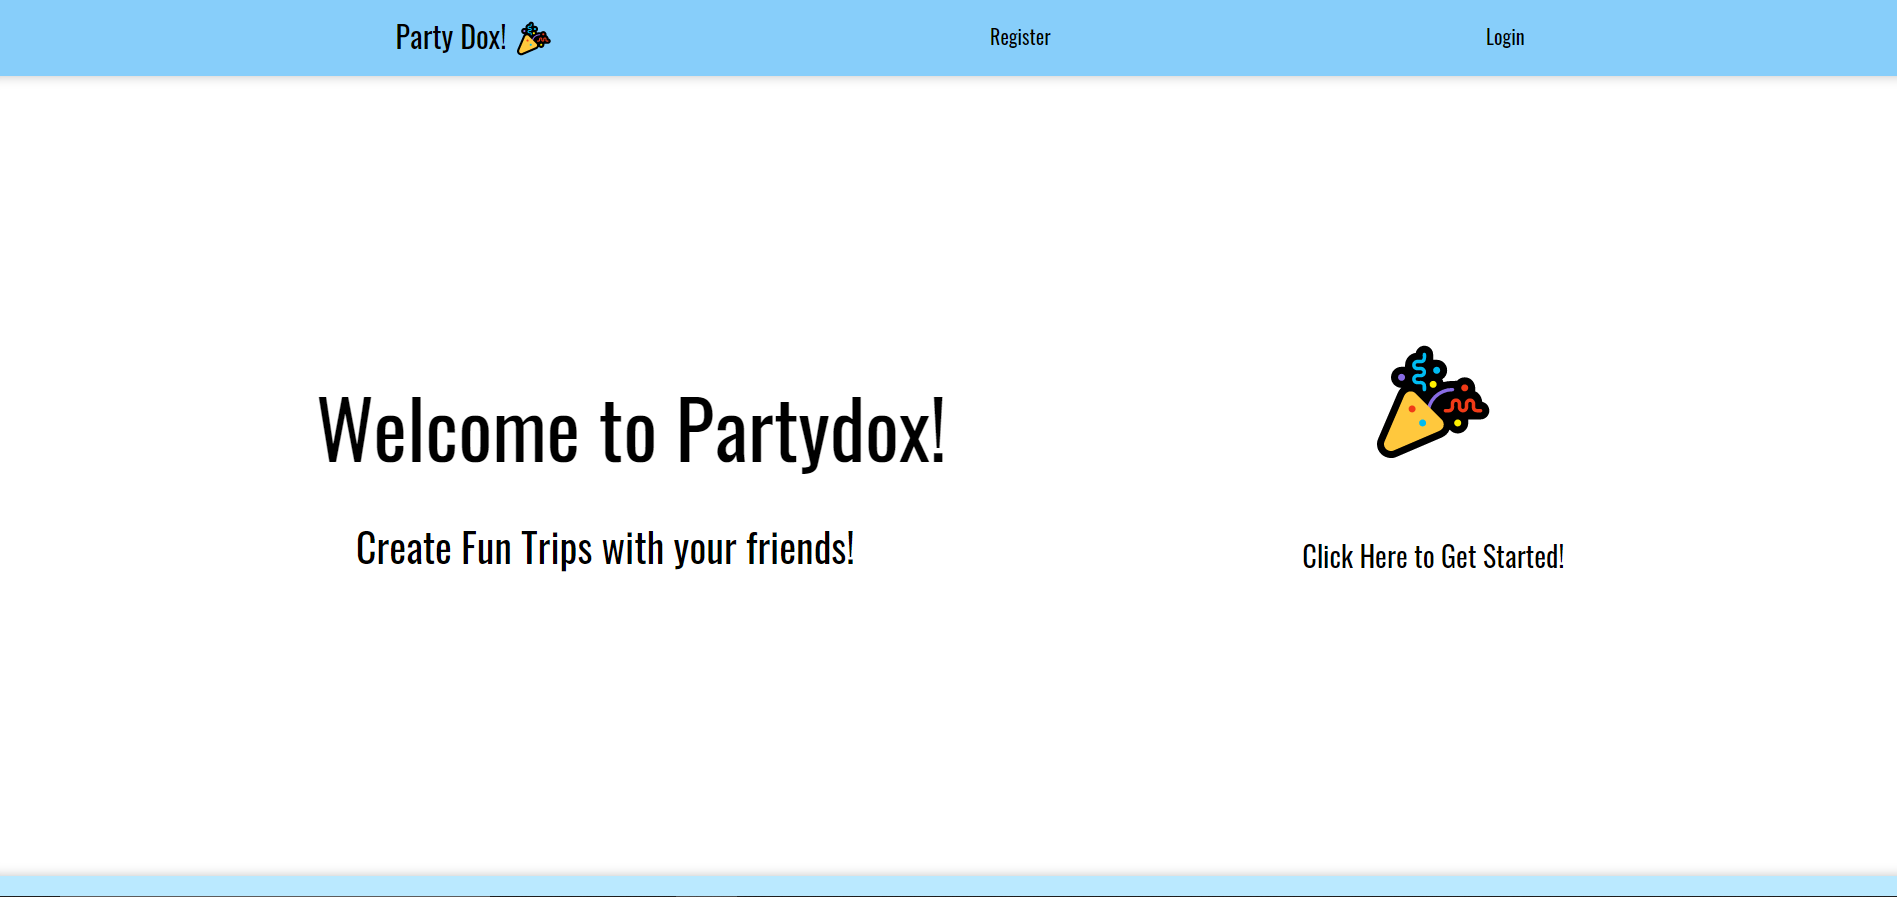 Party Dox!
Register
Login
Welcome to Partydox!
Create Fun Trips with your friends!
Click Here to Get Started!